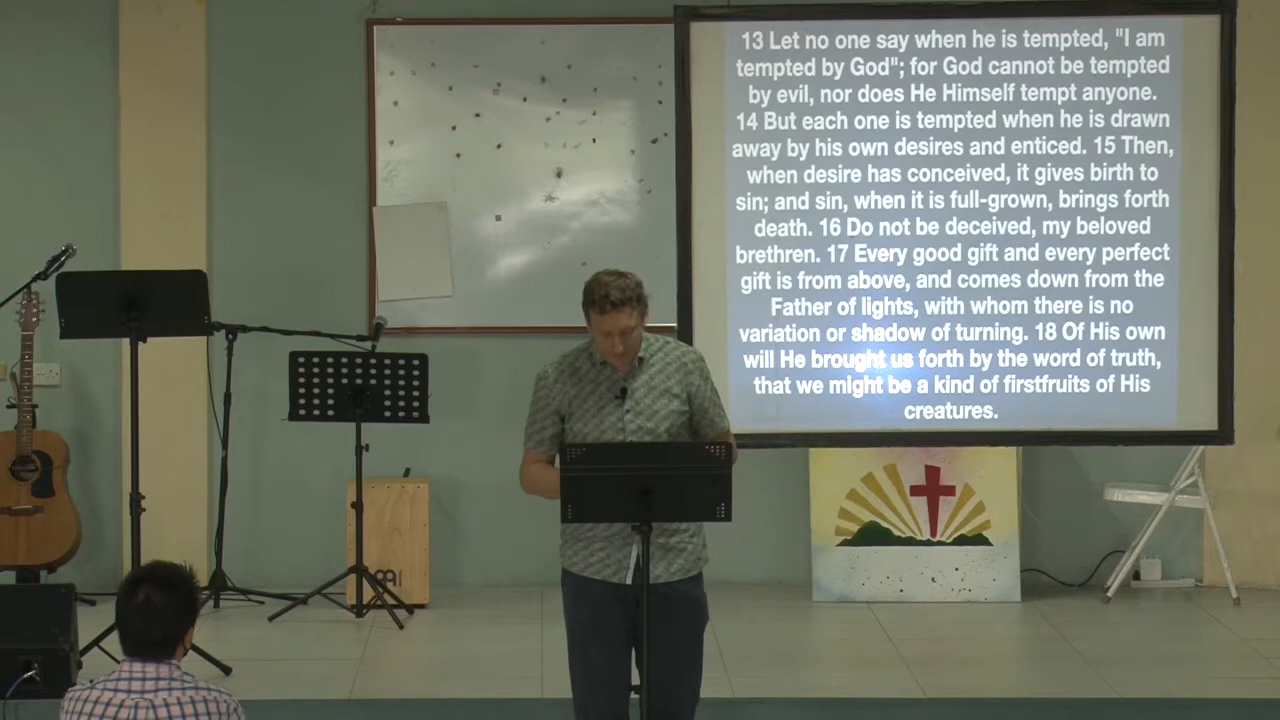 13 Let no one say when he is tempted, "I am
tempted by God"; for God cannot be tempted
by evil, nor does He Himself tempt anyone.
14 But each one is tempted when he is drawn
away by his own desires and enticed. 15 Then,
when desire has conceived, it gives birth to
sin; and sin, when it is full-grown, brings forth
death. 16 Do not be deceived, my beloved
brethren. 17 Every good gift and every perfect
gift is from above, and comes down from the
Father of lights, with whom there is no
variation or shadow of turning. 18 Of His own
will He brought us forth by the word of truth,
that we might be a kind of firstfruits of His
creatures.